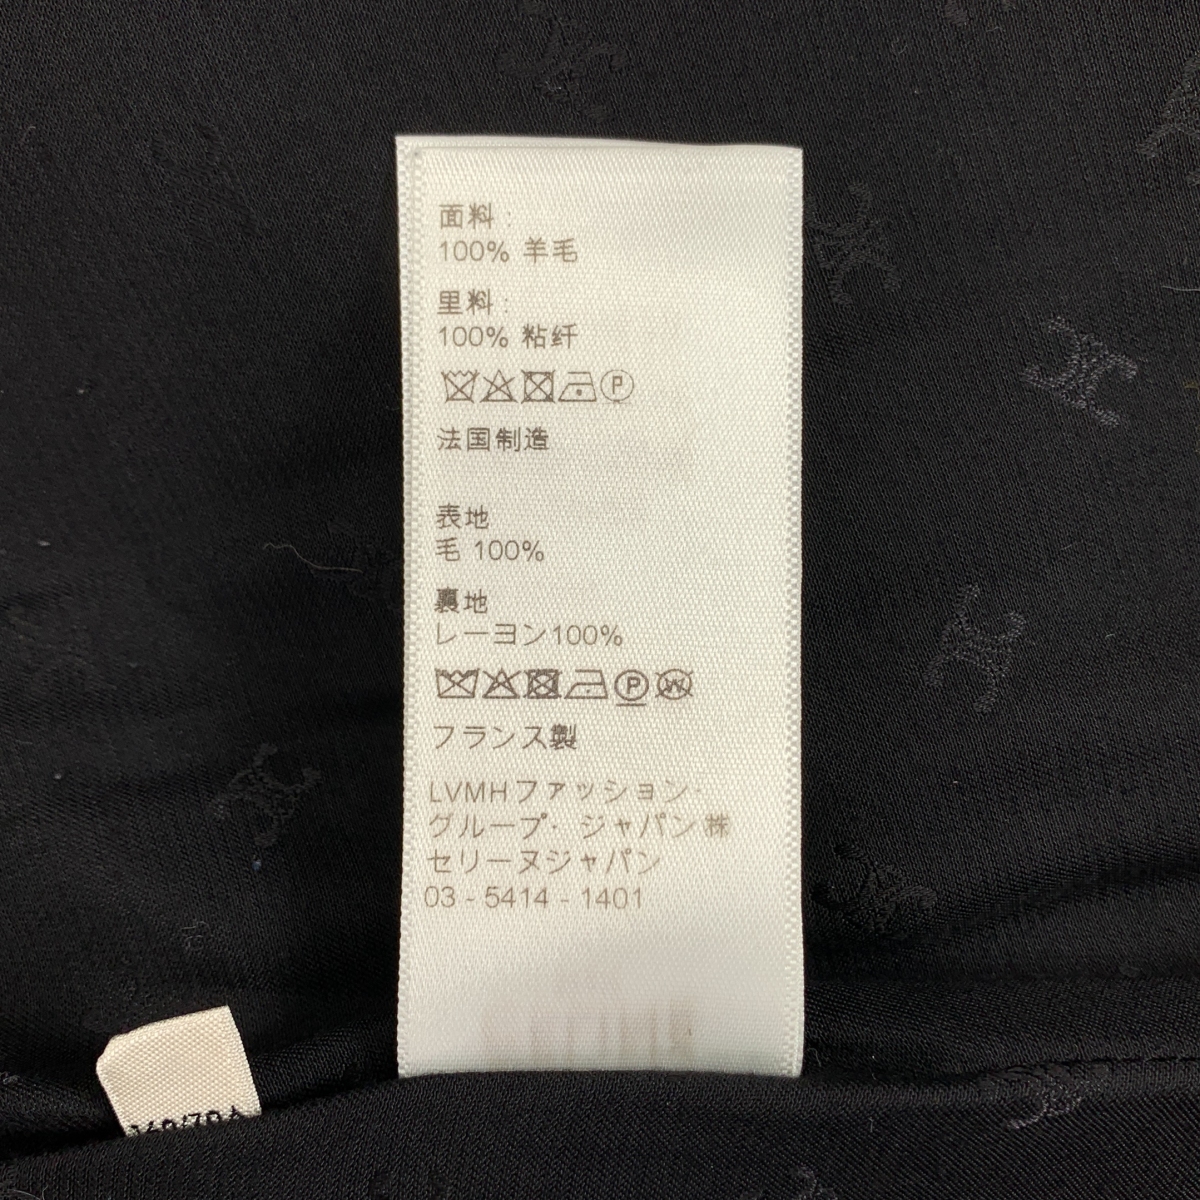 面料:
100% 羊毛
里料:
100% 粘纤
P
法国制造
表地
毛 100%
裏地
レーヨン100%
P W
フランス製
LVMHファッション·
グループ· ジャパン㈱
セリーヌジャパン
03 - 5414 - 1401